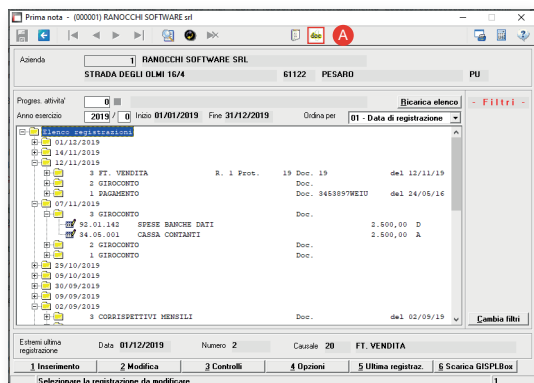 Prima nota - (000001) RANOCCHI SOFTWARE srl
doc A
Azienda 1 RANOCCHI SOFTWARE SRL
STRADA DEGLI OLMI 16/4 61122 PESARO PU
Progres. attivita' 0 Ricarica elenco - Filtri -
Anno esercizio 2019 / 0 Inizio 01/01/2019 Fine 31/12/2019 Ordina per 01 - Data di registrazione
Elenco registrazioni
01/12/2019
14/11/2019
12/11/2019
3 FT. VENDITA R. 1 Prot. 19 Doc. 19 del 12/11/19
2 GIROCONTO Doc.
1 PAGAMENTO Doc. 3453897WEIU del 24/05/16
07/11/2019
3 GIROCONTO Doc.
92.01.142 SPESE BANCHE DATI 2.500,00 D
34.05.001 CASSA CONTANTI 2.500,00 A
2 GIROCONTO Doc.
1 GIROCONTO Doc.
29/10/2019
09/10/2019
30/09/2019
09/09/2019
02/09/2019
3 CORRISPETTIVI MENSILI Doc. del 02/09/19
Cambia filtri
Estremi ultima registrazione Data 01/12/2019 Numero 2 Causale 20 FT. VENDITA
1 Inserimento 2 Modifica 3 Controlli 4 Opzioni 5 Ultima registraz. 6 Scarica GISPLBox
Selezionare la registrazione da modificare 1